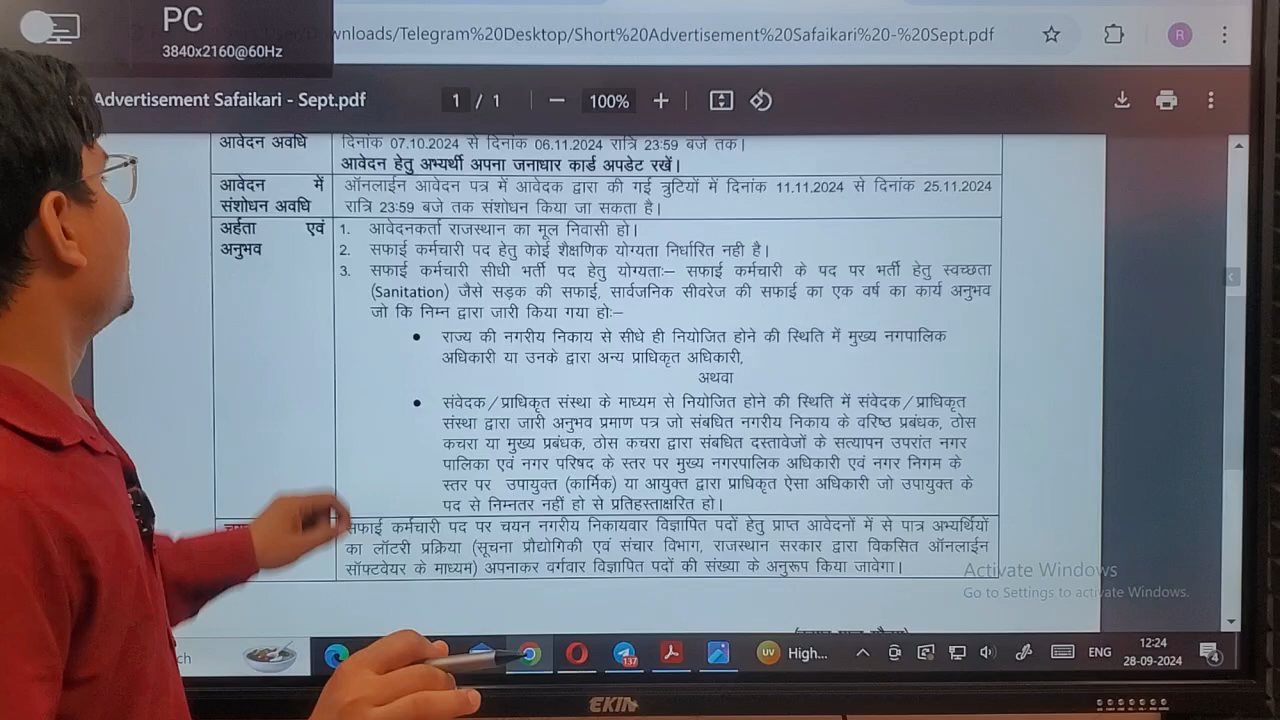 PC
3840x2160@60Hz
wnloads/Telegram%20Desktop/Short%20Advertisement%20Safaikari%20-%20Sept.pdf
R
Advertisement Safaikari - Sept.pdf
1 / 1
100%
आवेदन अवधि
दिनांक 07.10.2024 से दिनांक 06.11.2024 रात्रि 23:59 बजे तक।
आवेदन हेतु अभ्यर्थी अपना जनाधार कार्ड अपडेट रखें।
आवेदन में
संशोधन अवधि
ऑनलाईन आवेदन पत्र में आवेदक द्वारा की गई त्रुटियों में दिनांक 11.11.2024 से दिनांक 25.11.2024
रात्रि 23:59 बजे तक संशोधन किया जा सकता है।
अर्हता एवं
अनुभव
1. आवेदनकर्ता राजस्थान का मूल निवासी हो।
2. सफाई कर्मचारी पद हेतु कोई शैक्षणिक योग्यता निर्धारित नही है।
3. सफाई कर्मचारी सीधी भर्ती पद हेतु योग्यताः– सफाई कर्मचारी के पद पर भर्ती हेतु स्वच्छता
(Sanitation) जैसे सड़क की सफाई, सार्वजनिक सीवरेज की सफाई का एक वर्ष का कार्य अनुभव
जो कि निम्न द्वारा जारी किया गया होः–
• राज्य की नगरीय निकाय से सीधे ही नियोजित होने की स्थिति में मुख्य नगपालिक
अधिकारी या उनके द्वारा अन्य प्राधिकृत अधिकारी,
अथवा
• संवेदक/प्राधिकृत संस्था के माध्यम से नियोजित होने की स्थिति में संवेदक/प्राधिकृत
संस्था द्वारा जारी अनुभव प्रमाण पत्र जो संबधित नगरीय निकाय के वरिष्ठ प्रबंधक, ठोस
कचरा या मुख्य प्रबंधक, ठोस कचरा द्वारा संबधित दस्तावेजों के सत्यापन उपरांत नगर
पालिका एवं नगर परिषद के स्तर पर मुख्य नगरपालिक अधिकारी एवं नगर निगम के
स्तर पर उपायुक्त (कार्मिक) या आयुक्त द्वारा प्राधिकृत ऐसा अधिकारी जो उपायुक्त के
पद से निम्नतर नहीं हो से प्रतिहस्ताक्षरित हो।
सफाई कर्मचारी पद पर चयन नगरीय निकायवार विज्ञापित पदों हेतु प्राप्त आवेदनों में से पात्र अभ्यर्थियों
का लॉटरी प्रक्रिया (सूचना प्रौद्योगिकी एवं संचार विभाग, राजस्थान सरकार द्वारा विकसित ऑनलाईन
सॉफ्टवेयर के माध्यम) अपनाकर वर्गवार विज्ञापित पदों की संख्या के अनुरूप किया जावेगा।
Activate Windows
Go to Settings to activate Windows.
ch
137
UV
High...
ENG
12:24
28-09-2024
4
EKIN